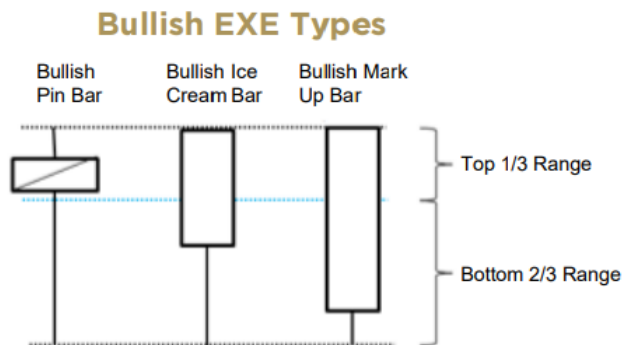 Bullish EXE Types
Bullish
Pin Bar
Bullish Ice
Cream Bar
Bullish Mark
Up Bar
Top 1/3 Range
Bottom 2/3 Range